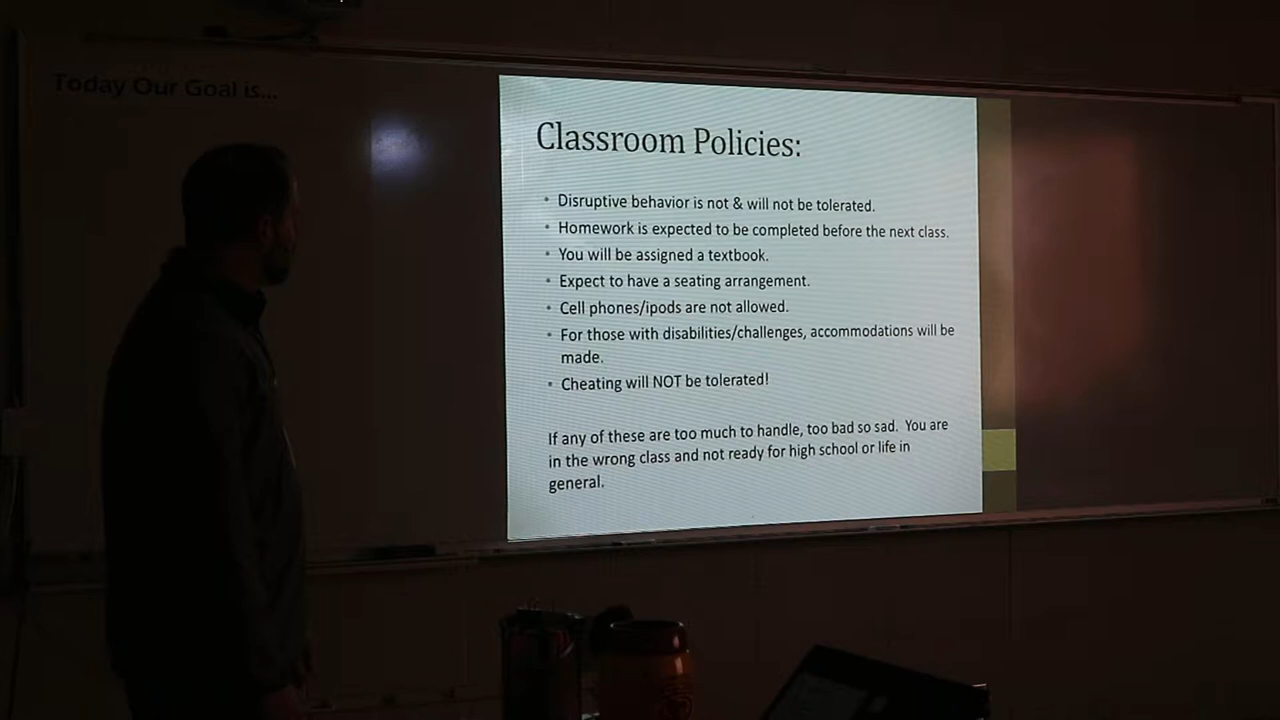 Today Our Goal is...
Classroom Policies:
• Disruptive behavior is not & will not be tolerated.
• Homework is expected to be completed before the next class.
• You will be assigned a textbook.
• Expect to have a seating arrangement.
• Cell phones/ipods are not allowed.
• For those with disabilities/challenges, accommodations will be
made.
• Cheating will NOT be tolerated!
If any of these are too much to handle, too bad so sad. You are
in the wrong class and not ready for high school or life in
general.